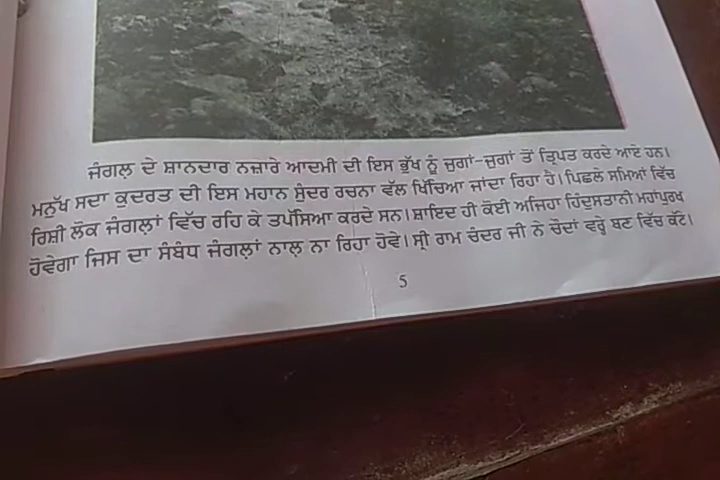 ਜੰਗਲ਼ ਦੇ ਸ਼ਾਨਦਾਰ ਨਜ਼ਾਰੇ ਆਦਮੀ ਦੀ ਇਸ ਭੁੱਖ ਨੂੰ ਜੁਗਾਂ-ਜੁਗਾਂ ਤੋਂ ਤ੍ਰਿਪਤ ਕਰਦੇ ਆਏ ਹਨ।
ਮਨੁੱਖ ਸਦਾ ਕੁਦਰਤ ਦੀ ਇਸ ਮਹਾਨ ਸੁੰਦਰ ਰਚਨਾ ਵੱਲ ਖਿੱਚਿਆ ਜਾਂਦਾ ਰਿਹਾ ਹੈ। ਪਿਛਲੇ ਸਮਿਆਂ ਵਿੱਚ
ਰਿਸ਼ੀ ਲੋਕ ਜੰਗਲ਼ਾਂ ਵਿੱਚ ਰਹਿ ਕੇ ਤਪੱਸਿਆ ਕਰਦੇ ਸਨ। ਸ਼ਾਇਦ ਹੀ ਕੋਈ ਅਜਿਹਾ ਹਿੰਦੁਸਤਾਨੀ ਮਹਾਂਪੁਰਖ
ਹੋਵੇਗਾ ਜਿਸ ਦਾ ਸੰਬੰਧ ਜੰਗਲ਼ਾਂ ਨਾਲ਼ ਨਾ ਰਿਹਾ ਹੋਵੇ। ਸ੍ਰੀ ਰਾਮ ਚੰਦਰ ਜੀ ਨੇ ਚੌਦਾਂ ਵਰ੍ਹੇ ਬਣ ਵਿੱਚ ਕੱਟੇ।
5